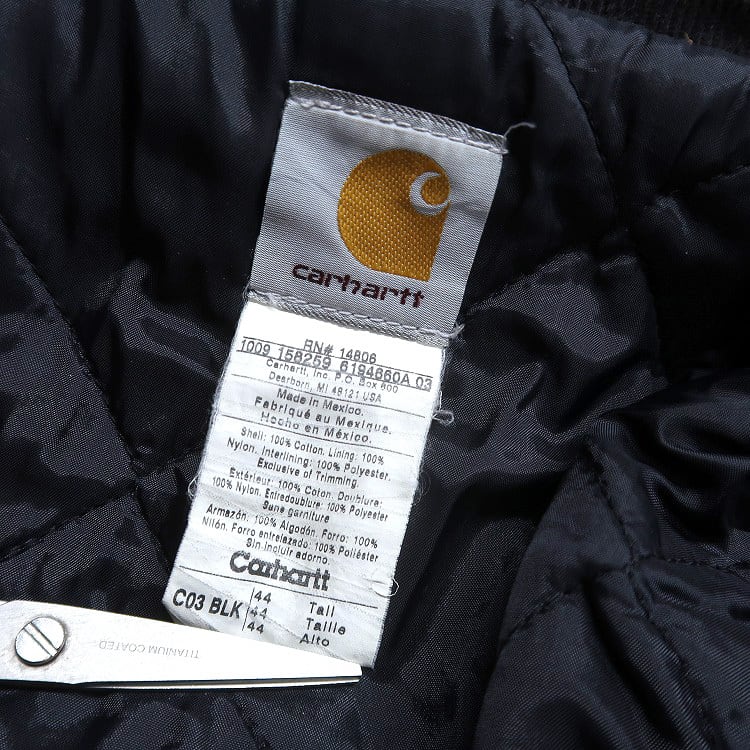 carhartt
RN# 14806
1009 158259 6194660A 03
Carhartt, Inc. P.O. Box 600
Dearborn, MI 48121 USA
Made in Mexico.
Fabriqué au Mexique.
Hecho en México.
Shell: 100% Cotton. Lining: 100%
Nylon. Interlining: 100% Polyester.
Exclusive of Trimming.
Extérieur: 100% Coton. Doublure:
100% Nylon. Entredoublure: 100% Polyester
Sans garniture
Armazón: 100% Algodón. Forro: 100%
Nilón. Forro entrelazado: 100% Poliéster
Sin incluir adorno.
Carhartt
C03 BLK
44 Tall
44 Taille
44 Alto
TITANIUM COATED